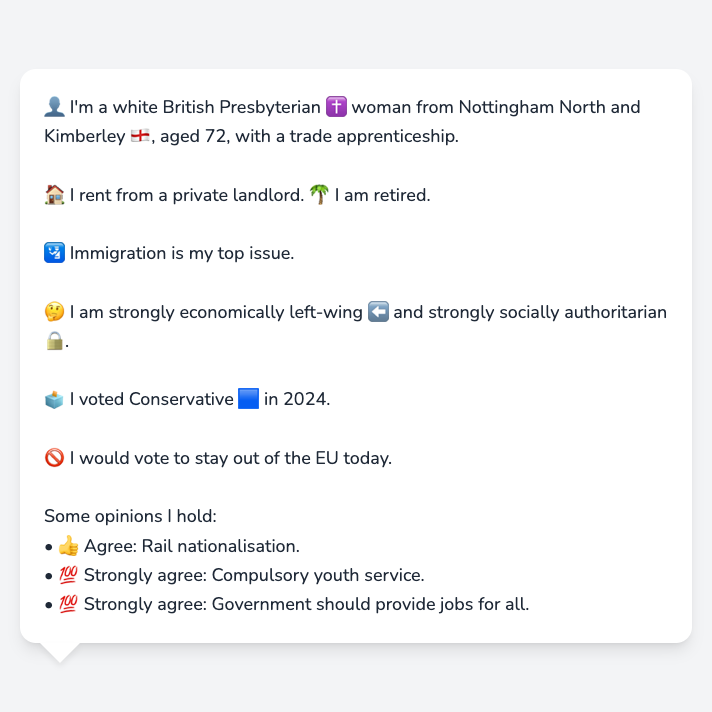 👤 I'm a white British Presbyterian ✝️ woman from Nottingham North and
Kimberley 🏴󠁧󠁢󠁥󠁮󠁧󠁿, aged 72, with a trade apprenticeship.
🏠 I rent from a private landlord. 🌴 I am retired.
🛂 Immigration is my top issue.
🤔 I am strongly economically left-wing ⬅️ and strongly socially authoritarian
🔒.
🗳️ I voted Conservative 🟦 in 2024.
🚫 I would vote to stay out of the EU today.
Some opinions I hold:
• 👍 Agree: Rail nationalisation.
• 💯 Strongly agree: Compulsory youth service.
• 💯 Strongly agree: Government should provide jobs for all.